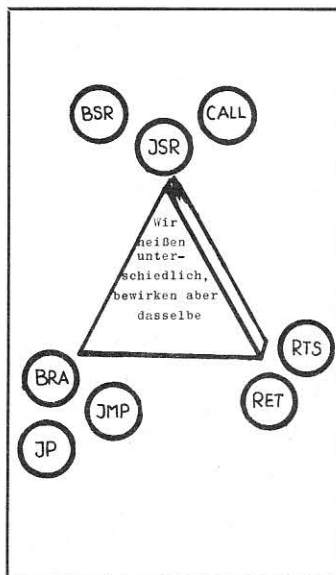 BSR
CALL
JSR
Wir
heißen
unter-
schiedlich,
bewirken aber
dasselbe
RTS
BRA
RET
JMP
JP